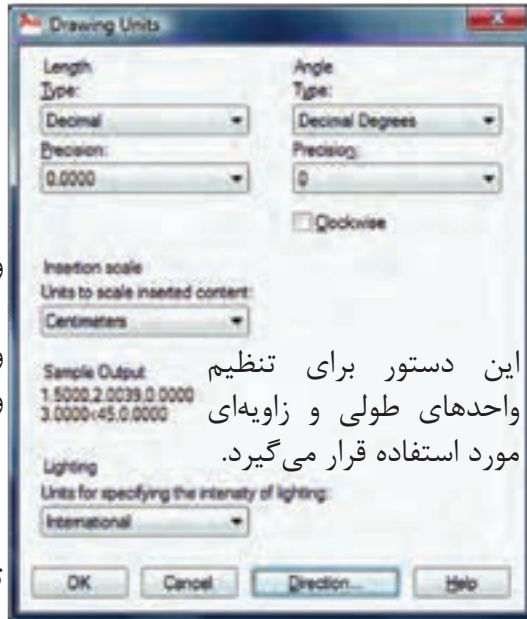 Drawing Units
Length
Type:
Decimal
Precision:
0.0000
Angle
Type:
Decimal Degrees
Precision:
0
Clockwise
Insertion scale
Units to scale inserted content:
Centimeters
Sample Output
1.5000,2.0039,0.0000
3.0000<45,0.0000
این دستور برای تنظیم
واحدهای طولی و زاویه‌ای
مورد استفاده قرار می‌گیرد.
Lighting
Units for specifying the intensity of lighting:
International
OK Cancel Direction... Help